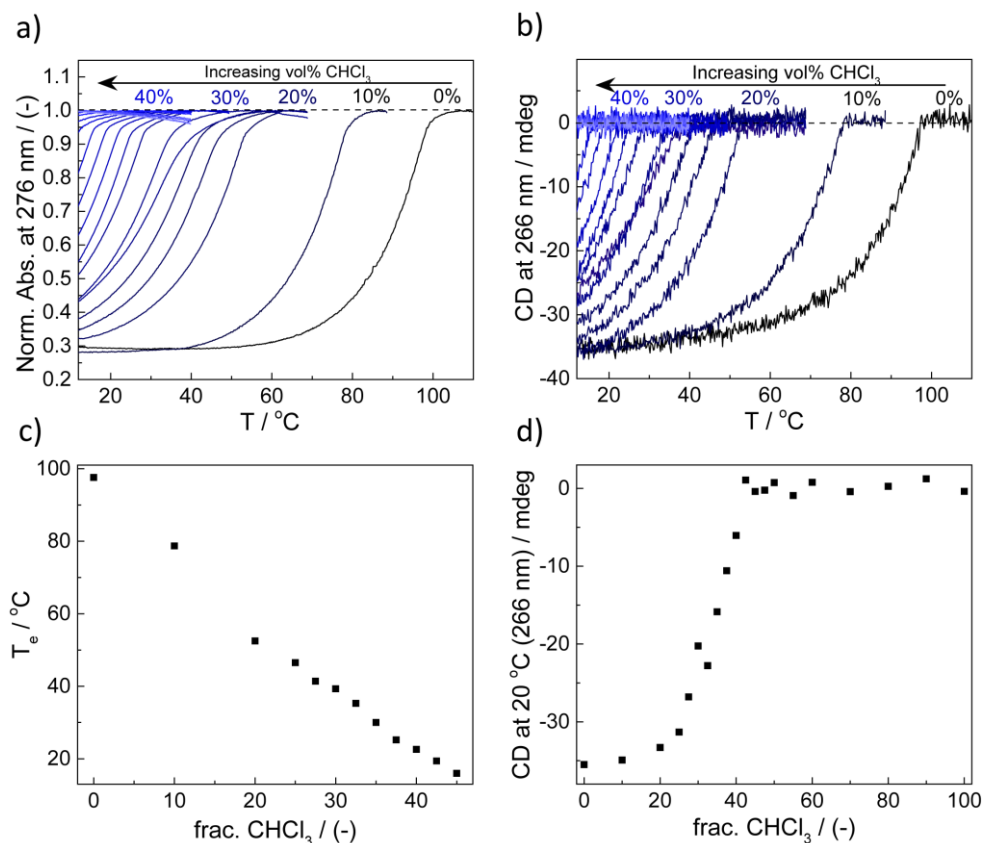 a)
Increasing vol% CHCl₃
40% 30% 20% 10% 0%
Norm. Abs. at 276 nm / (-)
1.1
1.0
0.9
0.8
0.7
0.6
0.5
0.4
0.3
0.2
20 40 60 80 100
T / °C
b)
Increasing vol% CHCl₃
40% 30% 20% 10% 0%
CD at 266 nm / mdeg
0
-10
-20
-30
-40
20 40 60 80 100
T / °C
c)
Tₑ / °C
100
80
60
40
20
0 10 20 30 40
frac. CHCl₃ / (-)
d)
CD at 20 °C (266 nm) / mdeg
0
-10
-20
-30
0 20 40 60 80 100
frac. CHCl₃ / (-)